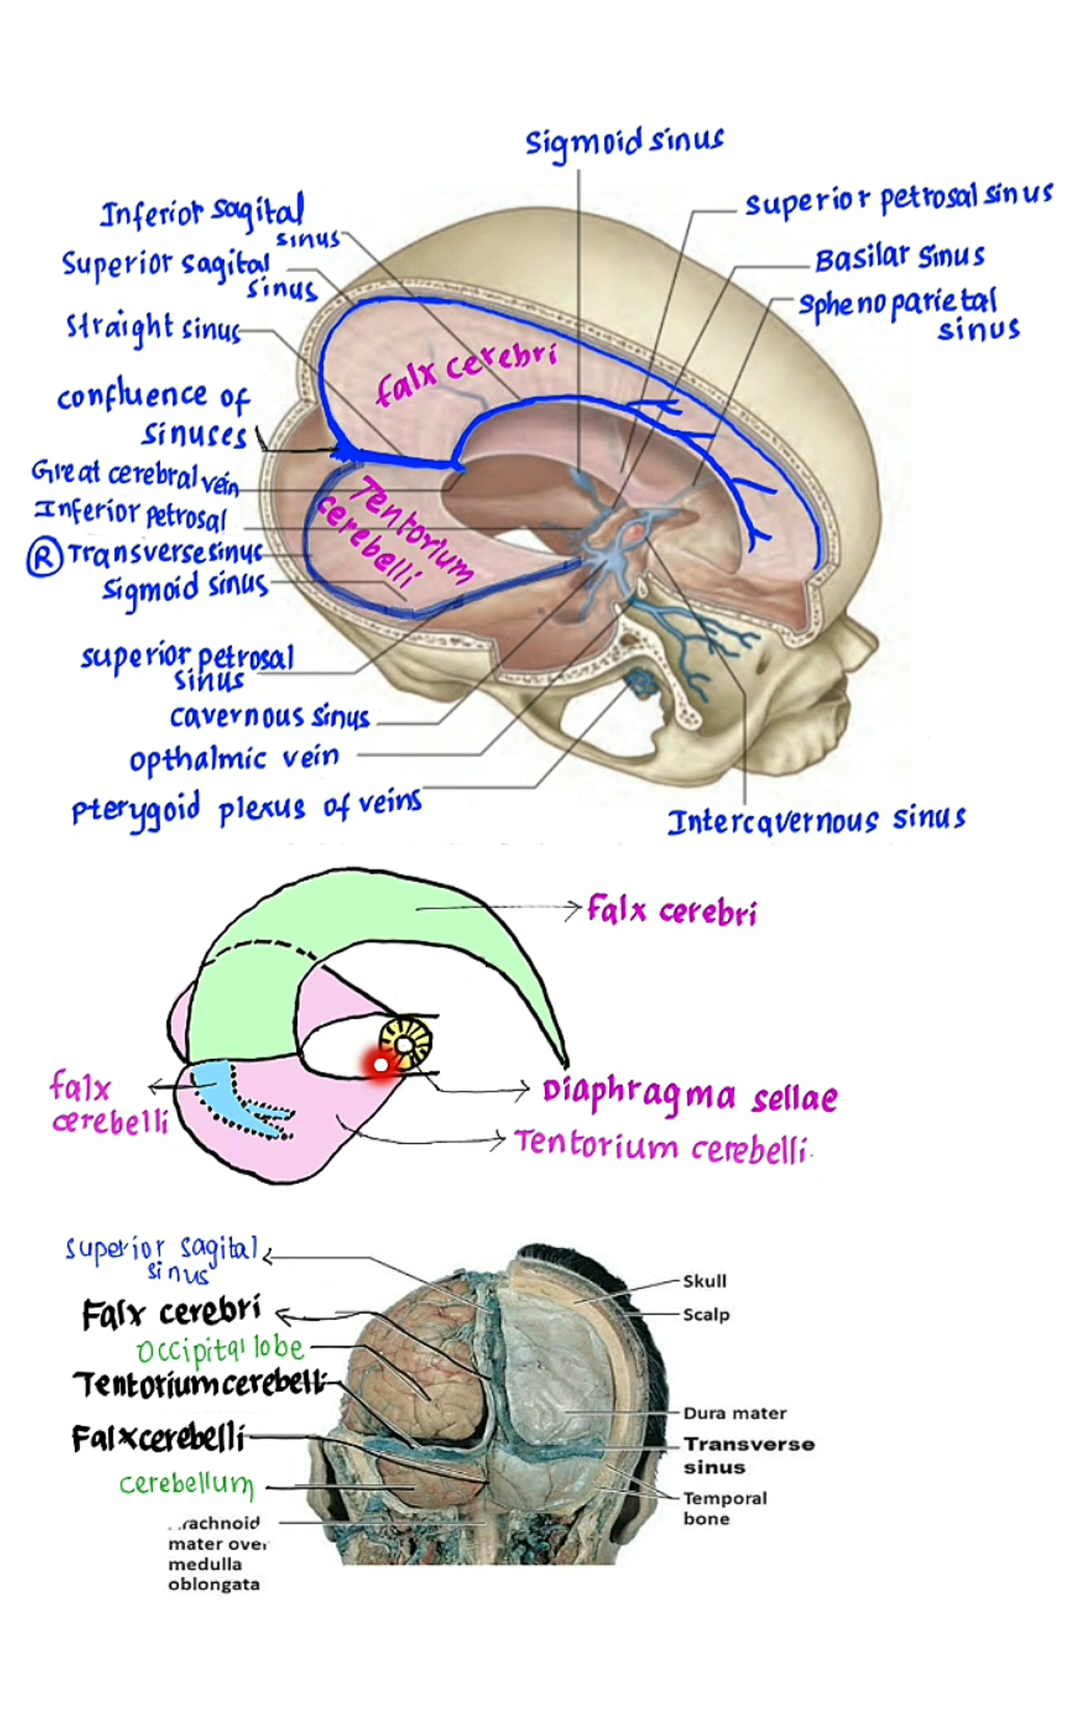 Sigmoid sinus
Inferior sagital
sinus
Superior sagital
sinus
Straight sinus
confluence of
sinuses
Great cerebral vein
Inferior petrosal
R Transverse sinus
Sigmoid sinus
superior petrosal
sinus
cavernous sinus
opthalmic vein
pterygoid plexus of veins
superior petrosal sinus
Basilar sinus
sphenoparietal
sinus
Intercavernous sinus
falx cerebri
Tentorium
cerebelli
falx cerebri
falx
cerebelli
Diaphragma sellae
Tentorium cerebelli.
superior sagital
sinus
Falx cerebri
Occipital lobe
Tentorium cerebelli
Falx cerebelli
cerebellum
rachnoid
mater over
medulla
oblongata
Skull
Scalp
Dura mater
Transverse
sinus
Temporal
bone